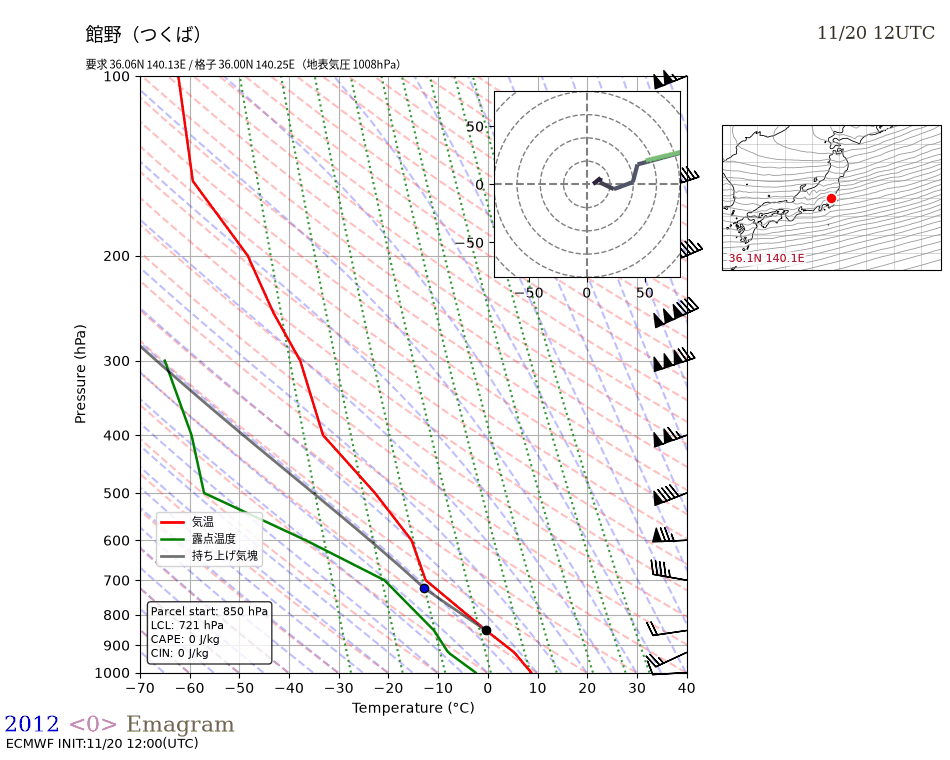 館野（つくば）
11/20 12UTC
要求 36.06N 140.13E / 格子 36.00N 140.25E（地表気圧 1008hPa）
100
200
300
400
500
600
700
800
900
1000
Pressure (hPa)
50
0
−50
−50 0 50
36.1N 140.1E
気温
露点温度
持ち上げ気塊
Parcel start: 850 hPa
LCL: 721 hPa
CAPE: 0 J/kg
CIN: 0 J/kg
−70 −60 −50 −40 −30 −20 −10 0 10 20 30 40
Temperature (°C)
2012 <0> Emagram
ECMWF INIT:11/20 12:00(UTC)